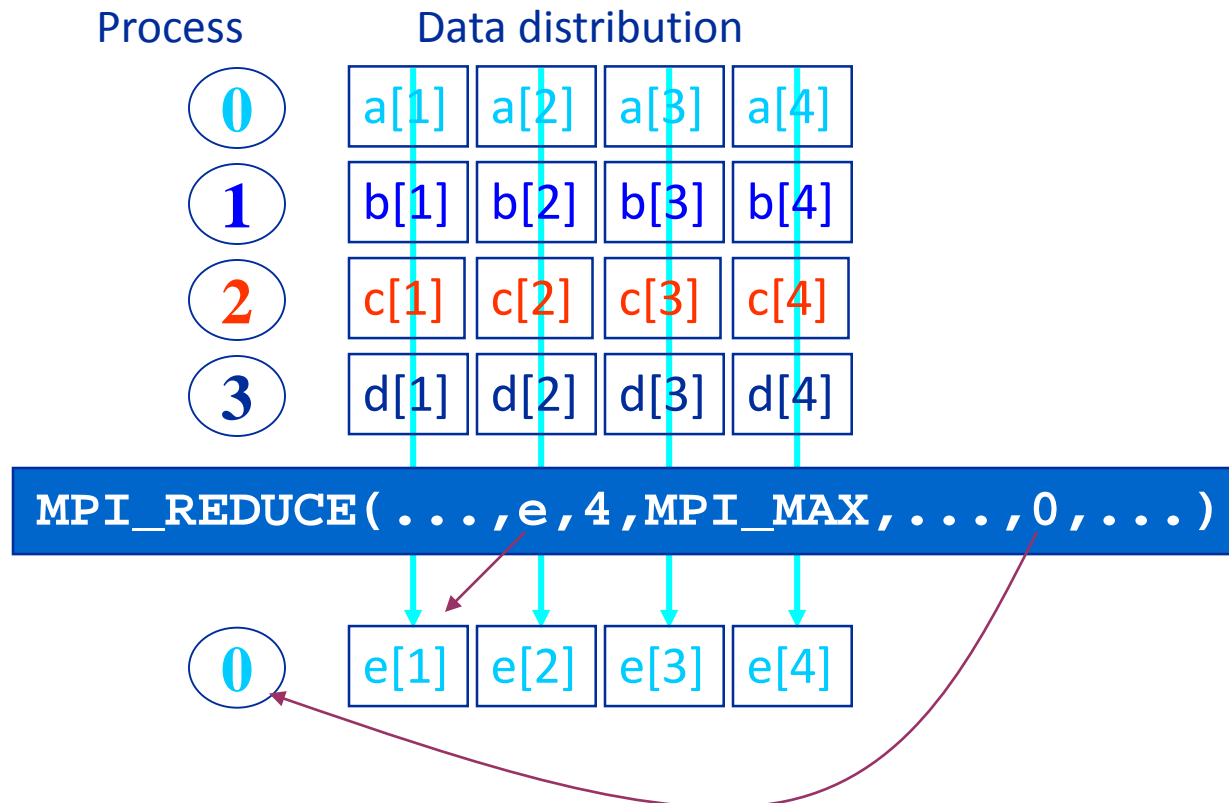 Process Data distribution
0 a[1] a[2] a[3] a[4]
1 b[1] b[2] b[3] b[4]
2 c[1] c[2] c[3] c[4]
3 d[1] d[2] d[3] d[4]
MPI_REDUCE(...,e,4,MPI_MAX,...,0,...)
0 e[1] e[2] e[3] e[4]